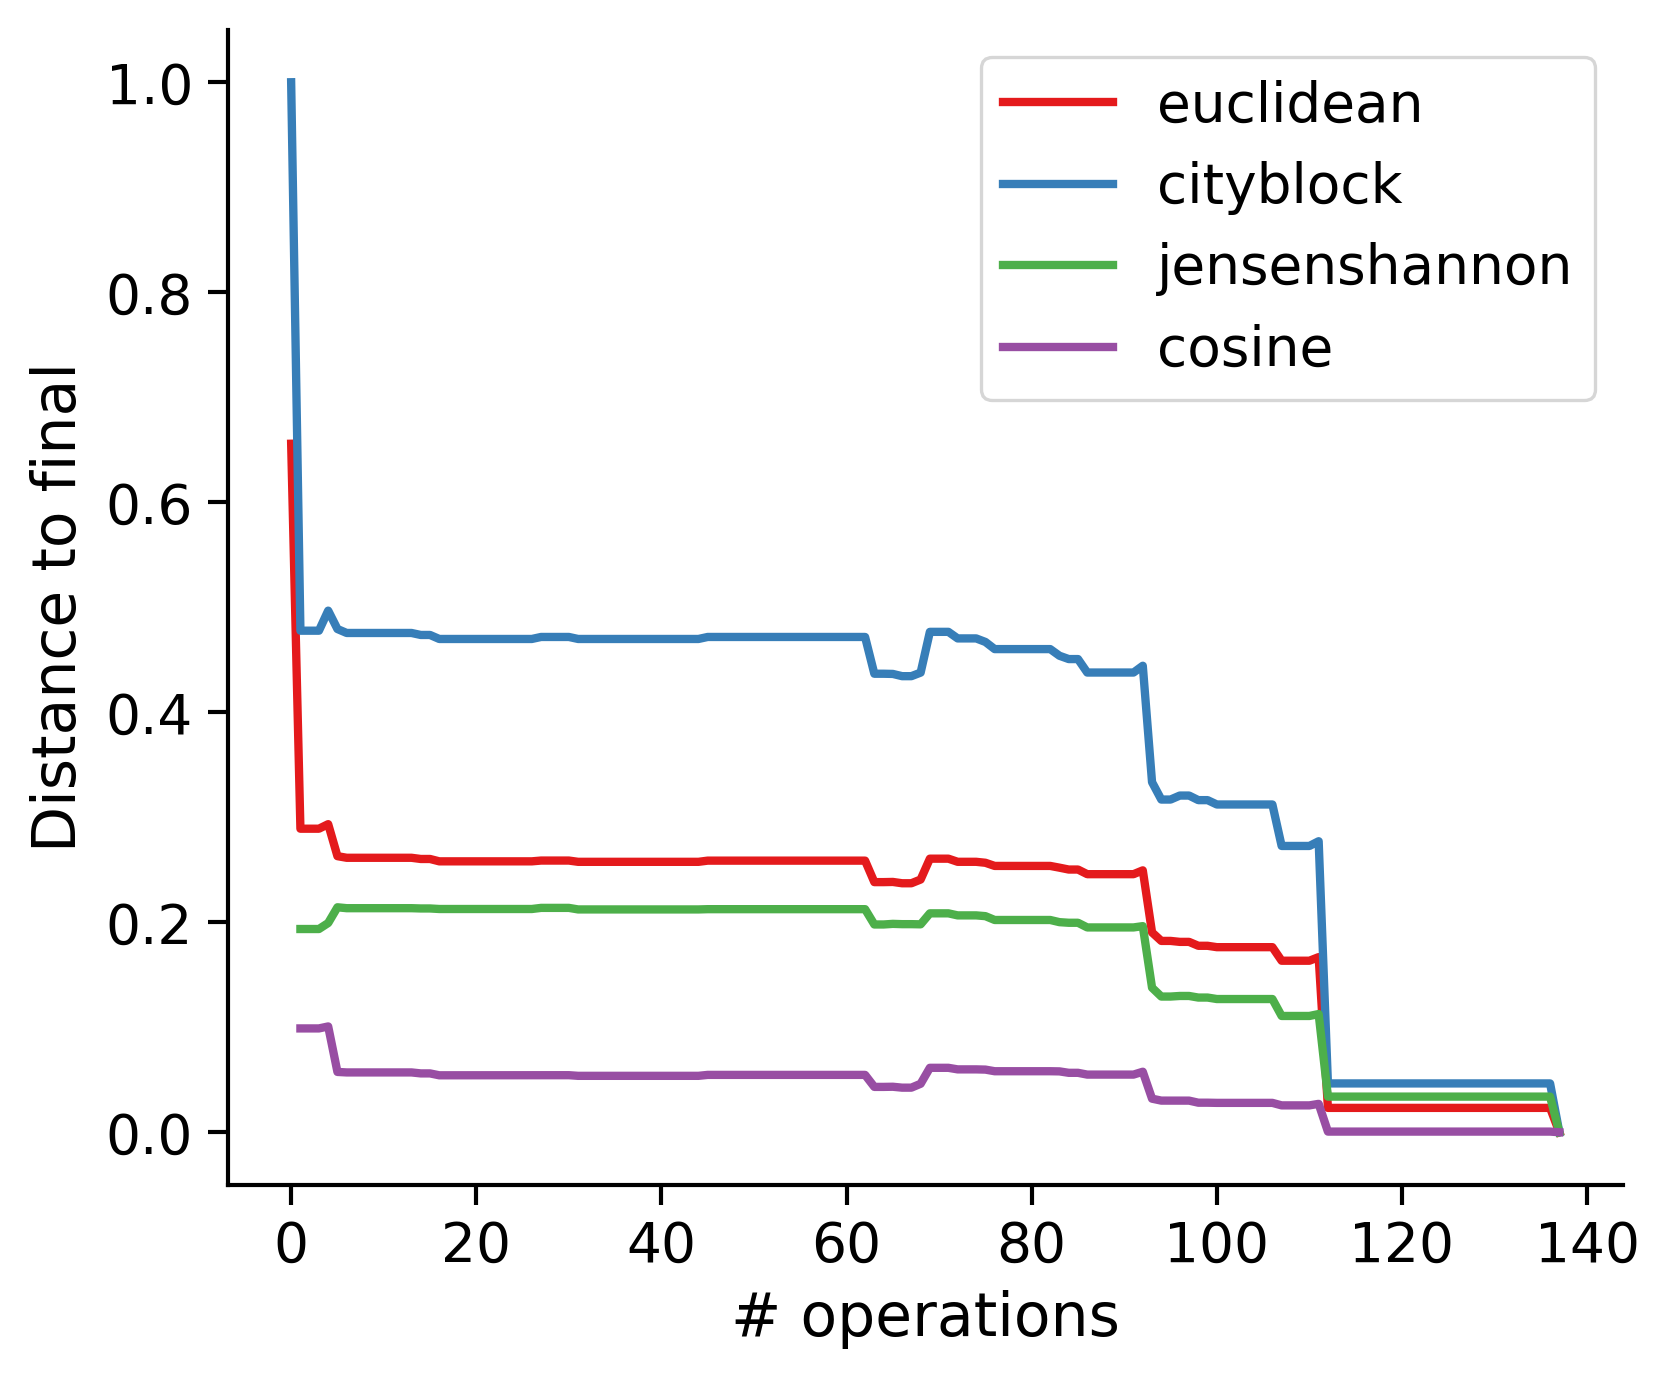 1.0
0.8
0.6
0.4
0.2
0.0
Distance to final
euclidean
cityblock
jensenshannon
cosine
0 20 40 60 80 100 120 140
# operations